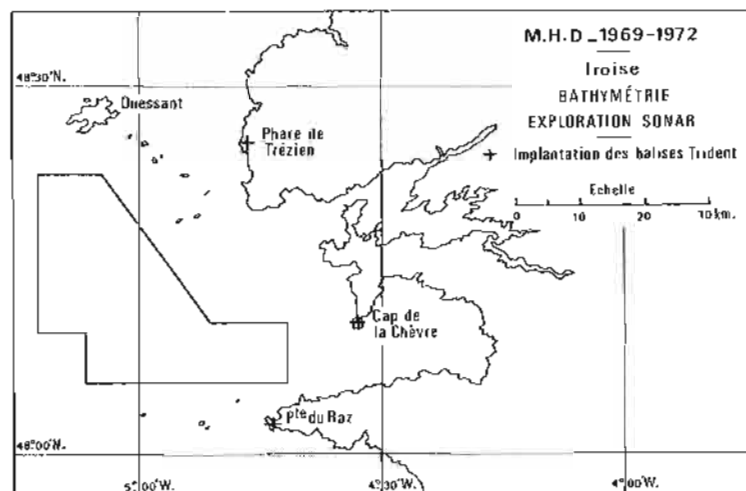 M.H.D_1969-1972
Iroise
BATHYMÉTRIE
EXPLORATION SONAR
+ Implantation des balises Trident
Echelle
0 10 20 30 km.
48°30'N.
Ouessant
Phare de
Trézien
Cap de
la Chèvre
Pte du Raz
48°00'N.
5°00'W.
4°30'W.
4°00'W.